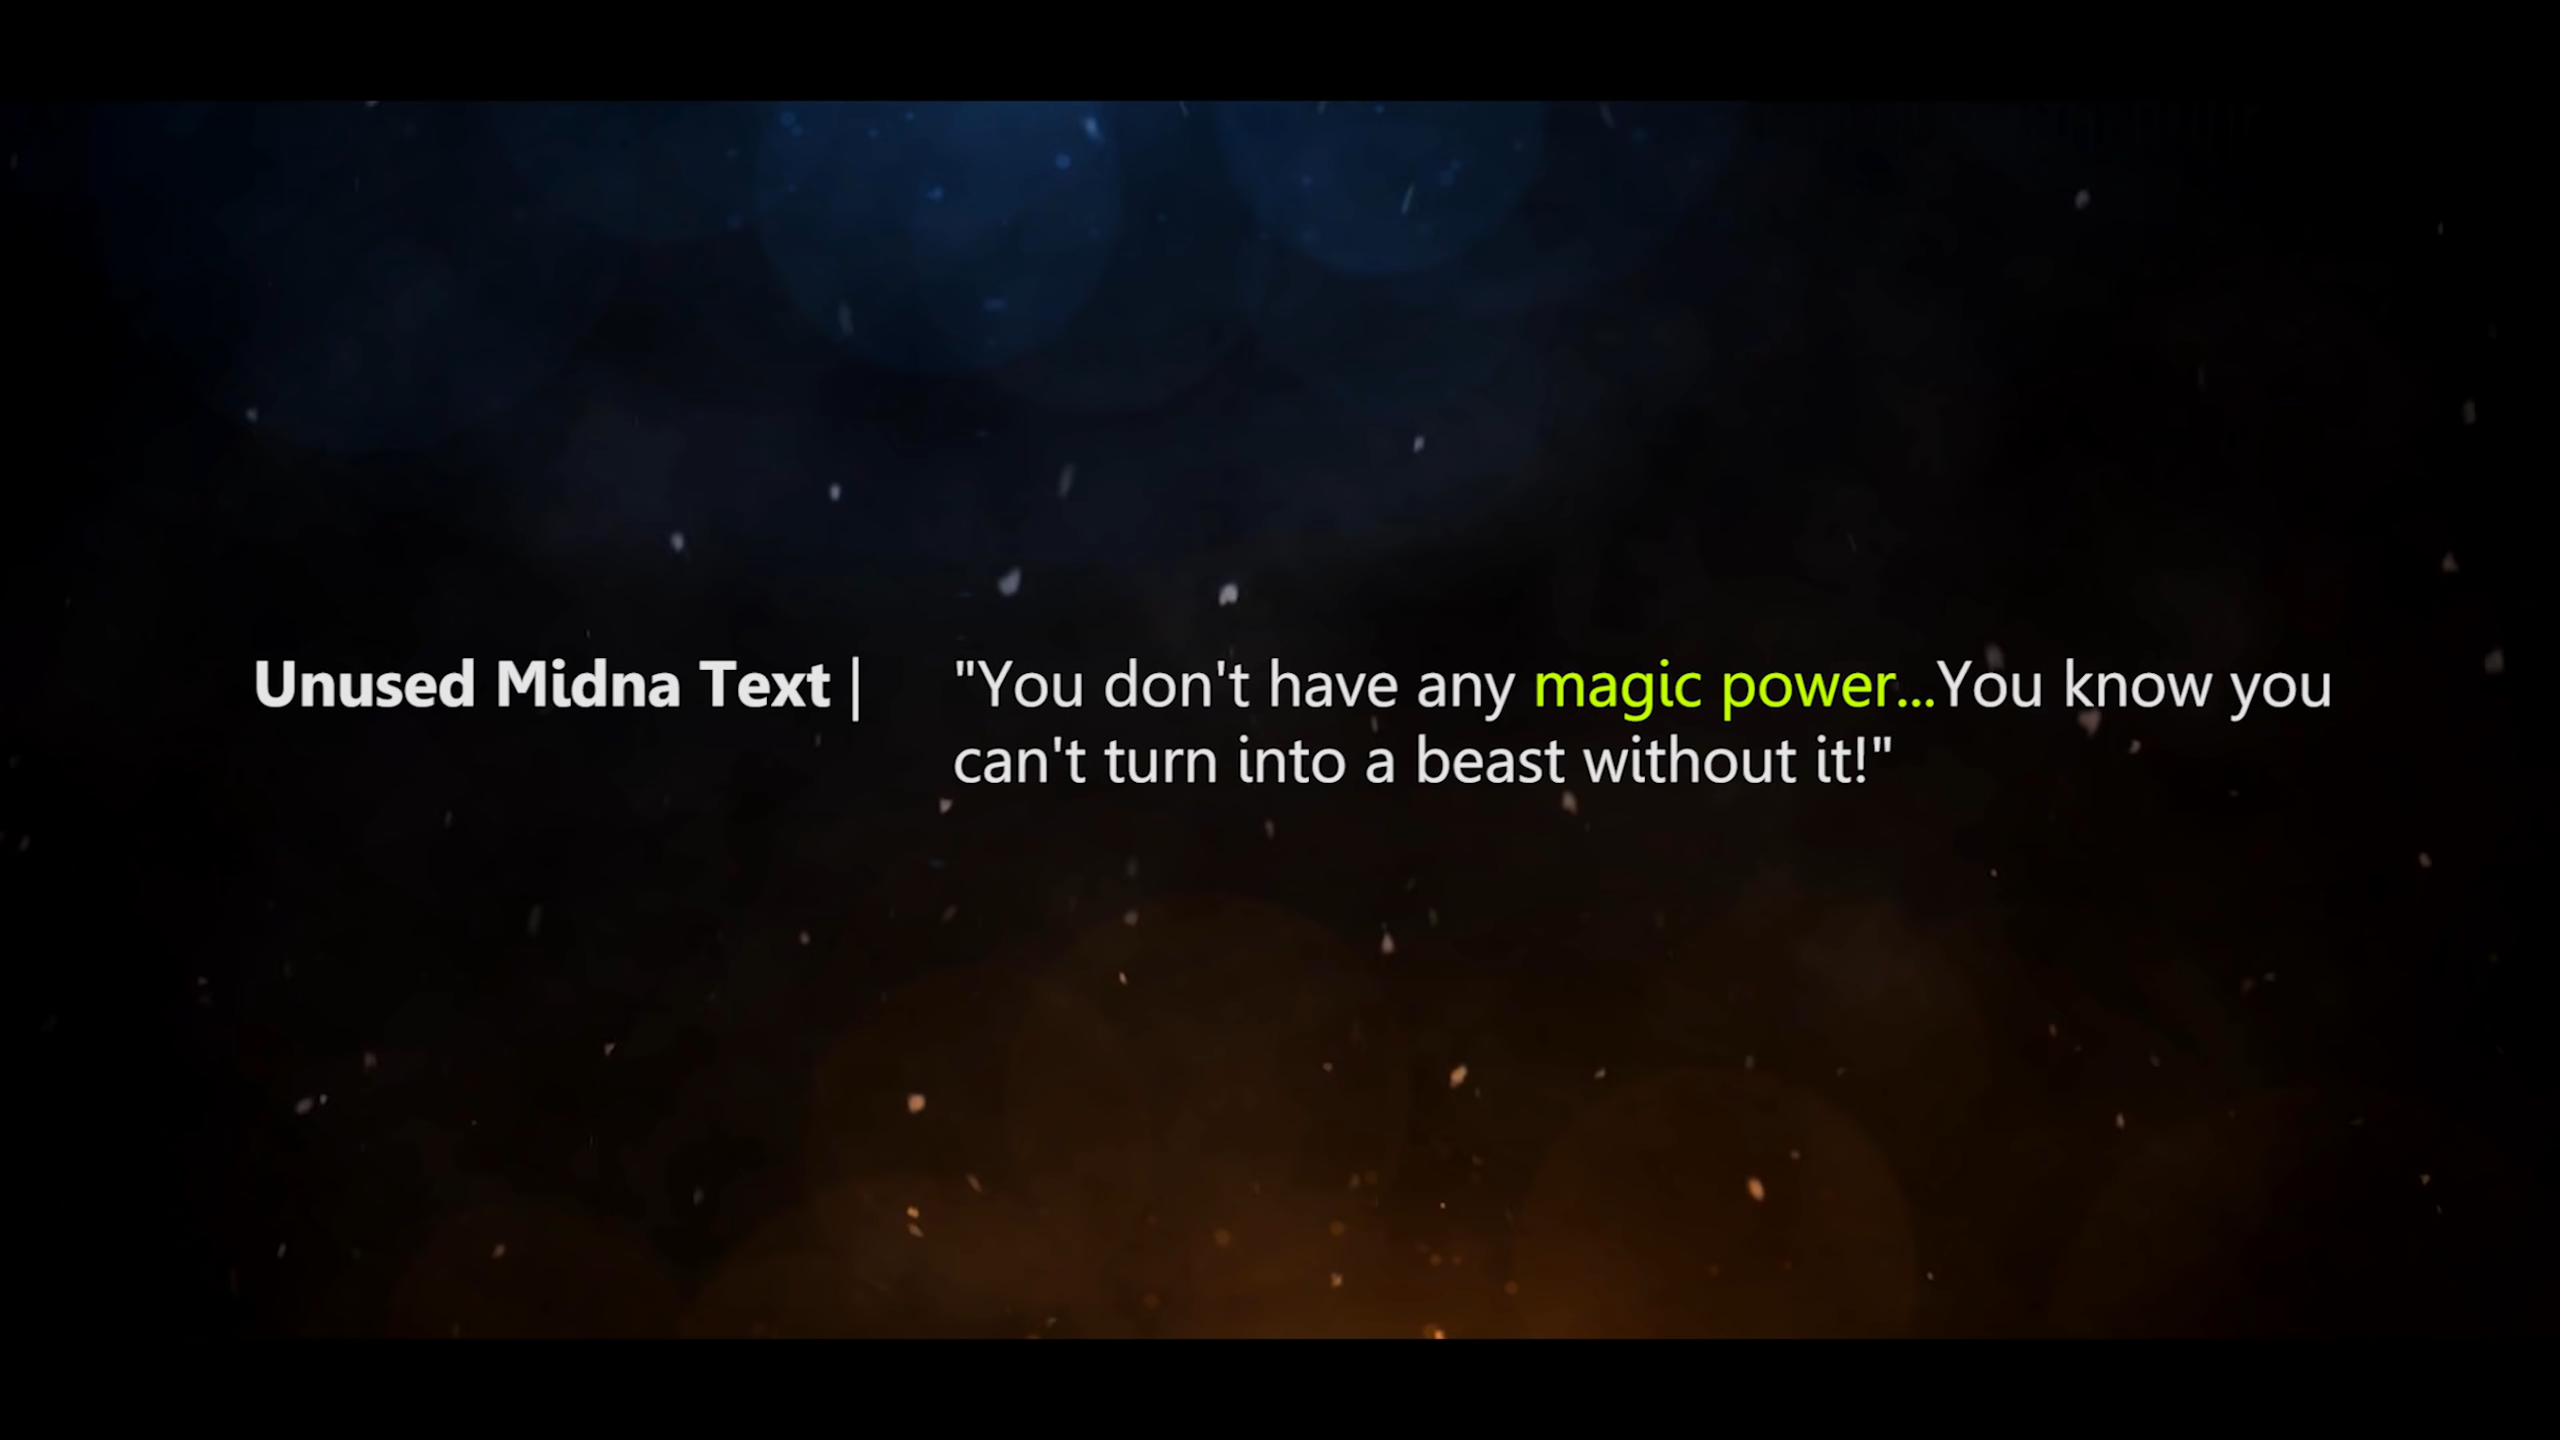 Unused Midna Text | "You don't have any magic power...You know you
can't turn into a beast without it!"